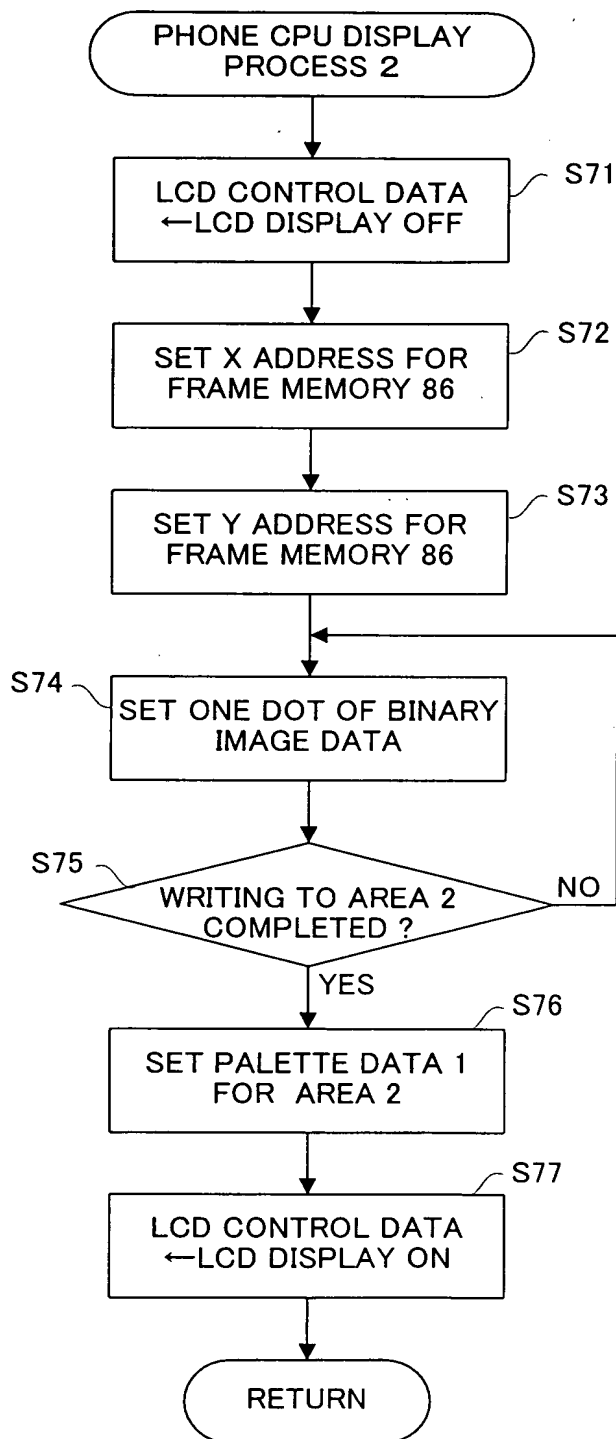 PHONE CPU DISPLAY
PROCESS 2
S71
LCD CONTROL DATA
←LCD DISPLAY OFF
S72
SET X ADDRESS FOR
FRAME MEMORY 86
S73
SET Y ADDRESS FOR
FRAME MEMORY 86
S74
SET ONE DOT OF BINARY
IMAGE DATA
S75
WRITING TO AREA 2
COMPLETED ?
NO
YES
S76
SET PALETTE DATA 1
FOR AREA 2
S77
LCD CONTROL DATA
←LCD DISPLAY ON
RETURN